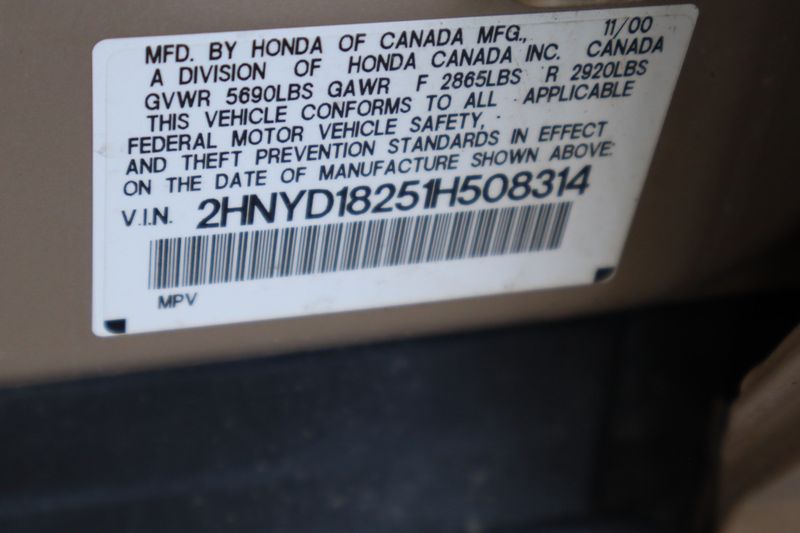 MFD. BY HONDA OF CANADA MFG., 11/00
A DIVISION OF HONDA CANADA INC. CANADA
GVWR 5690LBS GAWR F 2865LBS R 2920LBS
THIS VEHICLE CONFORMS TO ALL APPLICABLE
FEDERAL MOTOR VEHICLE SAFETY,
AND THEFT PREVENTION STANDARDS IN EFFECT
ON THE DATE OF MANUFACTURE SHOWN ABOVE.
V.I.N. 2HNYD18251H508314
MPV